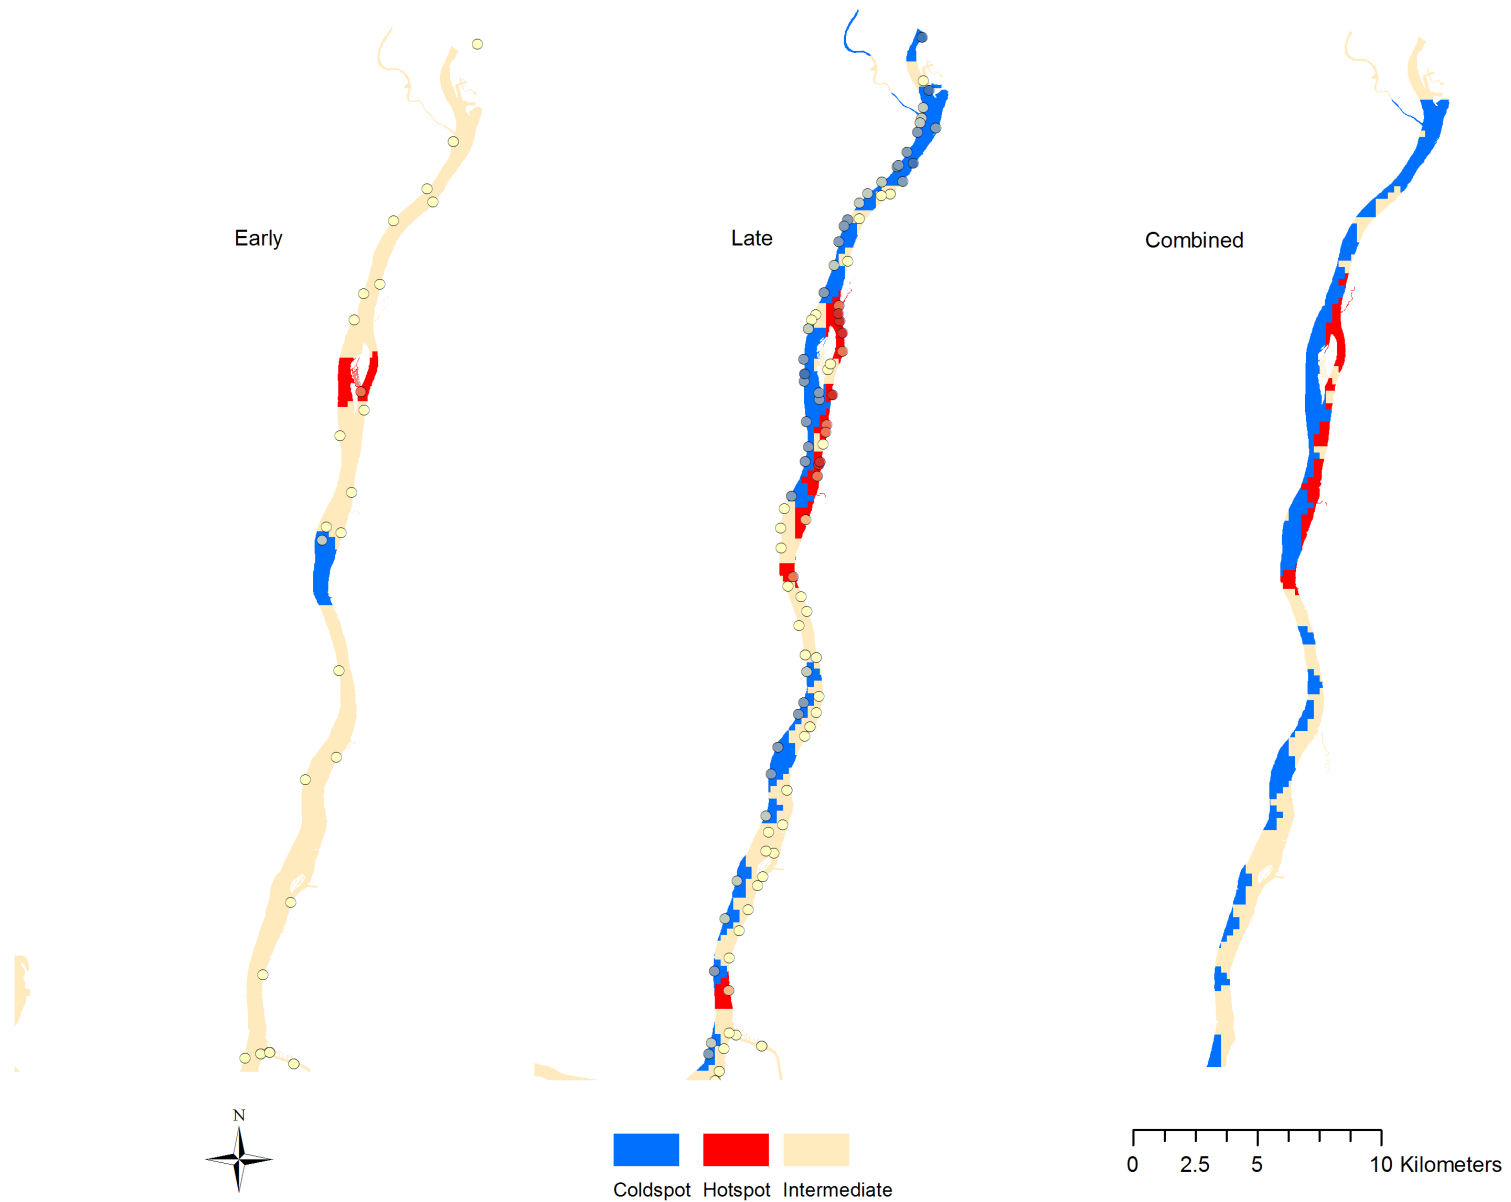 Early
Late
Combined
N
Coldspot Hotspot Intermediate
0 2.5 5 10 Kilometers